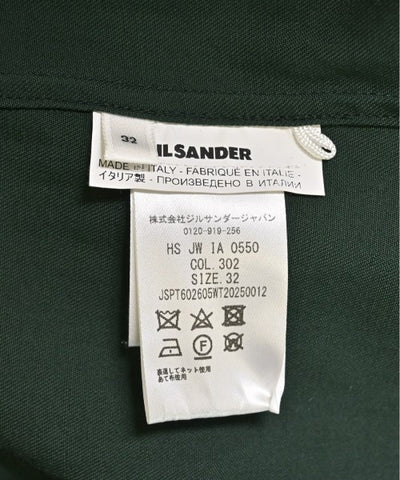 32
IL SANDER
MADE IN ITALY - FABRIQUÉ EN ITALIE -
イタリア製 - ПРОИЗВЕДЕНО В ИТАЛИИ
株式会社ジルサンダージャパン
0120-919-256
HS JW IA 0550
COL. 302
SIZE. 32
JSPT602605WT20250012
F W
裏返してネット使用
あて布使用